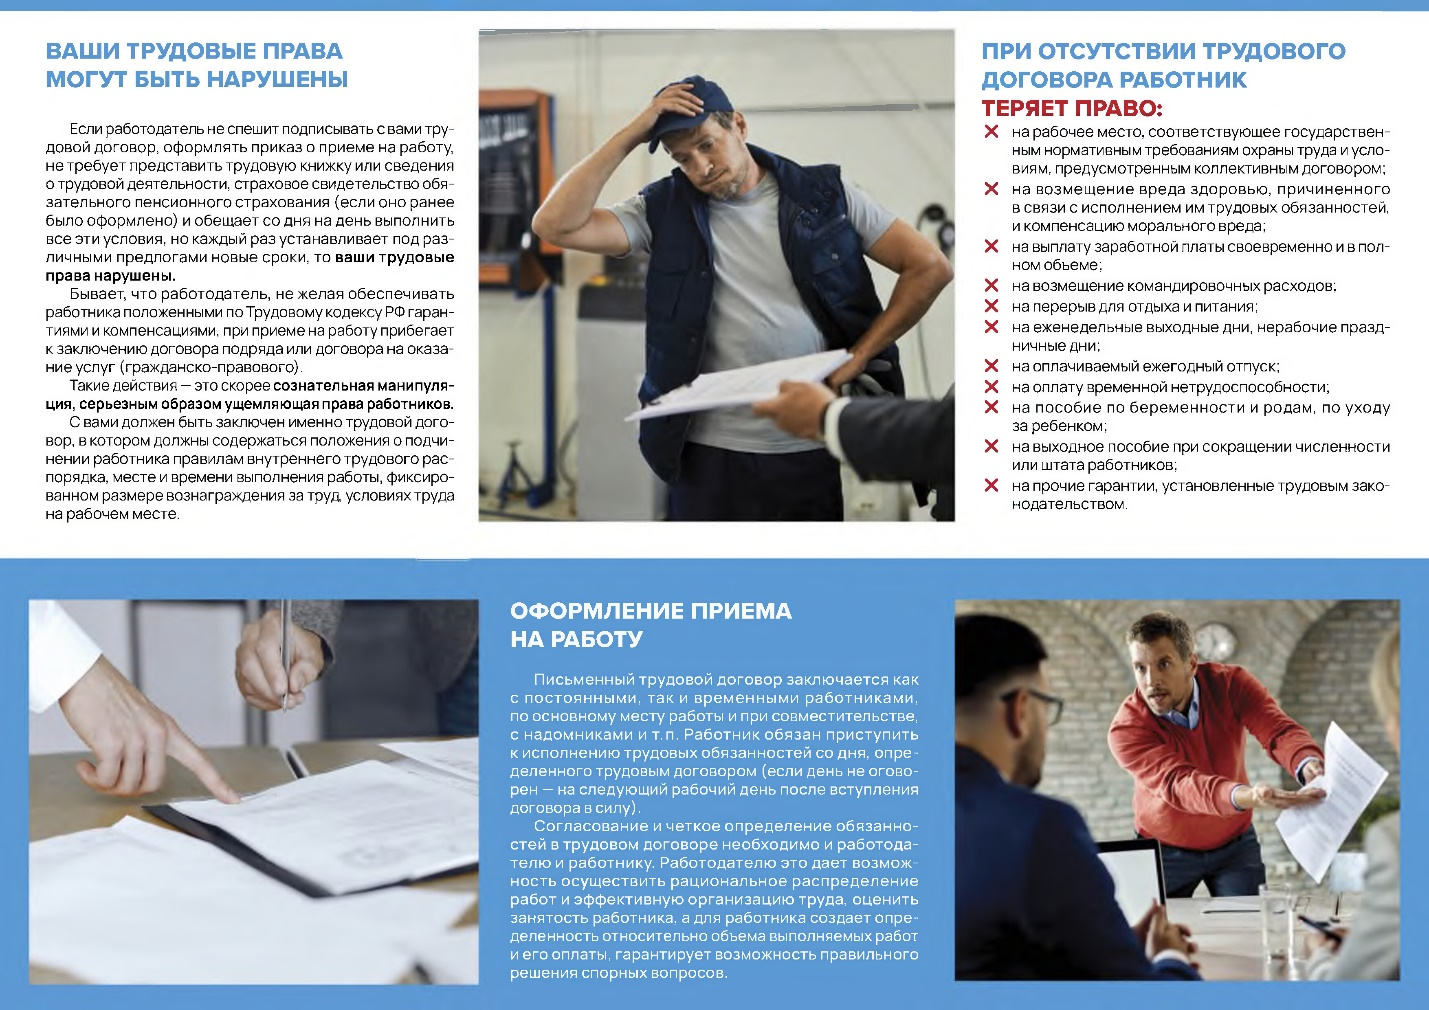 ВАШИ ТРУДОВЫЕ ПРАВА
МОГУТ БЫТЬ НАРУШЕНЫ
Если работодатель не спешит подписывать с вами тру-
довой договор, оформлять приказ о приеме на работу,
не требует представить трудовую книжку или сведения
о трудовой деятельности, страховое свидетельство обя-
зательного пенсионного страхования (если оно ранее
было оформлено) и обещает со дня на день выполнить
все эти условия, но каждый раз устанавливает под раз-
личными предлогами новые сроки, то ваши трудовые
права нарушены.
Бывает, что работодатель, не желая обеспечивать
работника положенными по Трудовому кодексу РФ гаран-
тиями и компенсациями, при приеме на работу прибегает
к заключению договора подряда или договора на оказа-
ние услуг (гражданско-правового).
Такие действия — это скорее сознательная манипуля-
ция, серьезным образом ущемляющая права работников.
С вами должен быть заключен именно трудовой дого-
вор, в котором должны содержаться положения о подчи-
нении работника правилам внутреннего трудового рас-
порядка, месте и времени выполнения работы, фиксиро-
ванном размере вознаграждения за труд, условиях труда
на рабочем месте.
ПРИ ОТСУТСТВИИ ТРУДОВОГО
ДОГОВОРА РАБОТНИК
ТЕРЯЕТ ПРАВО:
на рабочее место, соответствующее государствен-
ным нормативным требованиям охраны труда и усло-
виям, предусмотренным коллективным договором;
на возмещение вреда здоровью, причиненного
в связи с исполнением им трудовых обязанностей,
и компенсацию морального вреда;
на выплату заработной платы своевременно и в пол-
ном объеме;
на возмещение командировочных расходов;
на перерыв для отдыха и питания;
на еженедельные выходные дни, нерабочие празд-
ничные дни;
на оплачиваемый ежегодный отпуск;
на оплату временной нетрудоспособности;
на пособие по беременности и родам, по уходу
за ребенком;
на выходное пособие при сокращении численности
или штата работников;
на прочие гарантии, установленные трудовым зако-
нодательством.
ОФОРМЛЕНИЕ ПРИЕМА
НА РАБОТУ
Письменный трудовой договор заключается как
с постоянными, так и временными работниками,
по основному месту работы и при совместительстве,
с надомниками и т.п. Работник обязан приступить
к исполнению трудовых обязанностей со дня, опре-
деленного трудовым договором (если день не огово-
рен — на следующий рабочий день после вступления
договора в силу).
Согласование и четкое определение обязанно-
стей в трудовом договоре необходимо и работода-
телю и работнику. Работодателю это дает возмож-
ность осуществить рациональное распределение
работ и эффективную организацию труда, оценить
занятость работника, а для работника создает опре-
деленность относительно объема выполняемых работ
и его оплаты, гарантирует возможность правильного
решения спорных вопросов.